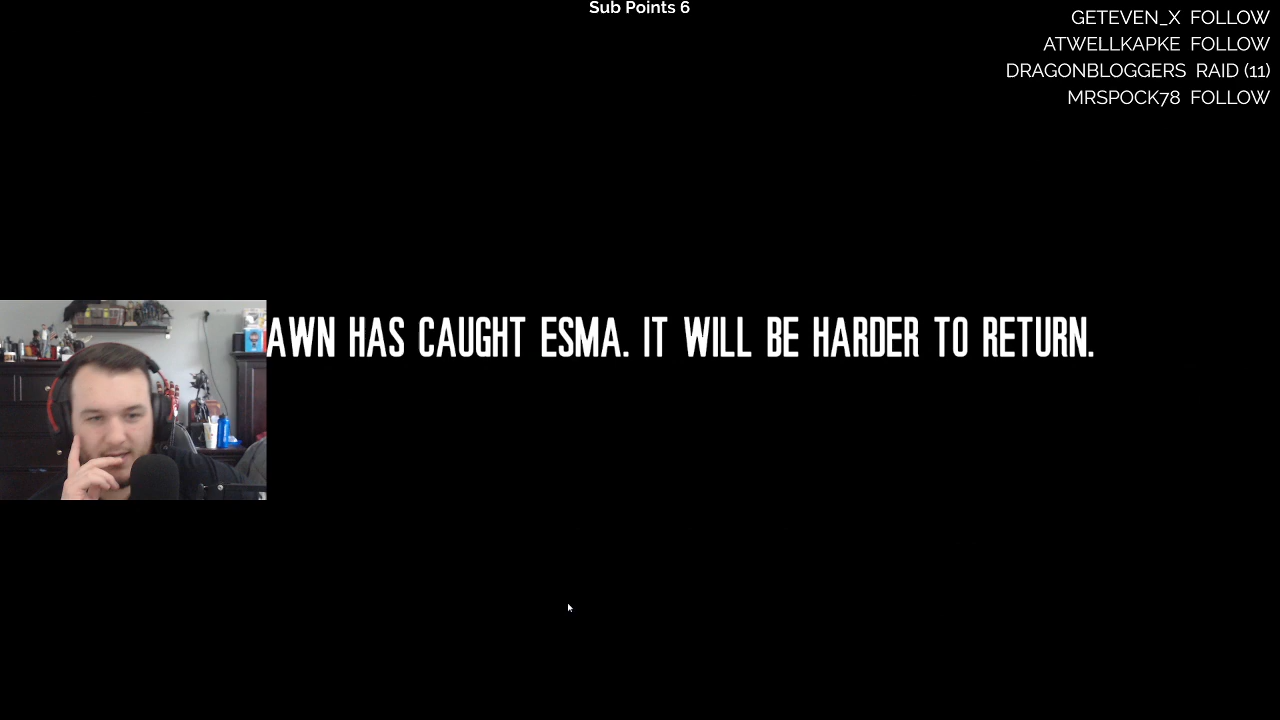 Sub Points 6
GETEVEN_X FOLLOW
ATWELLKAPKE FOLLOW
DRAGONBLOGGERS RAID (11)
MRSPOCK78 FOLLOW
AWN HAS CAUGHT ESMA. IT WILL BE HARDER TO RETURN.